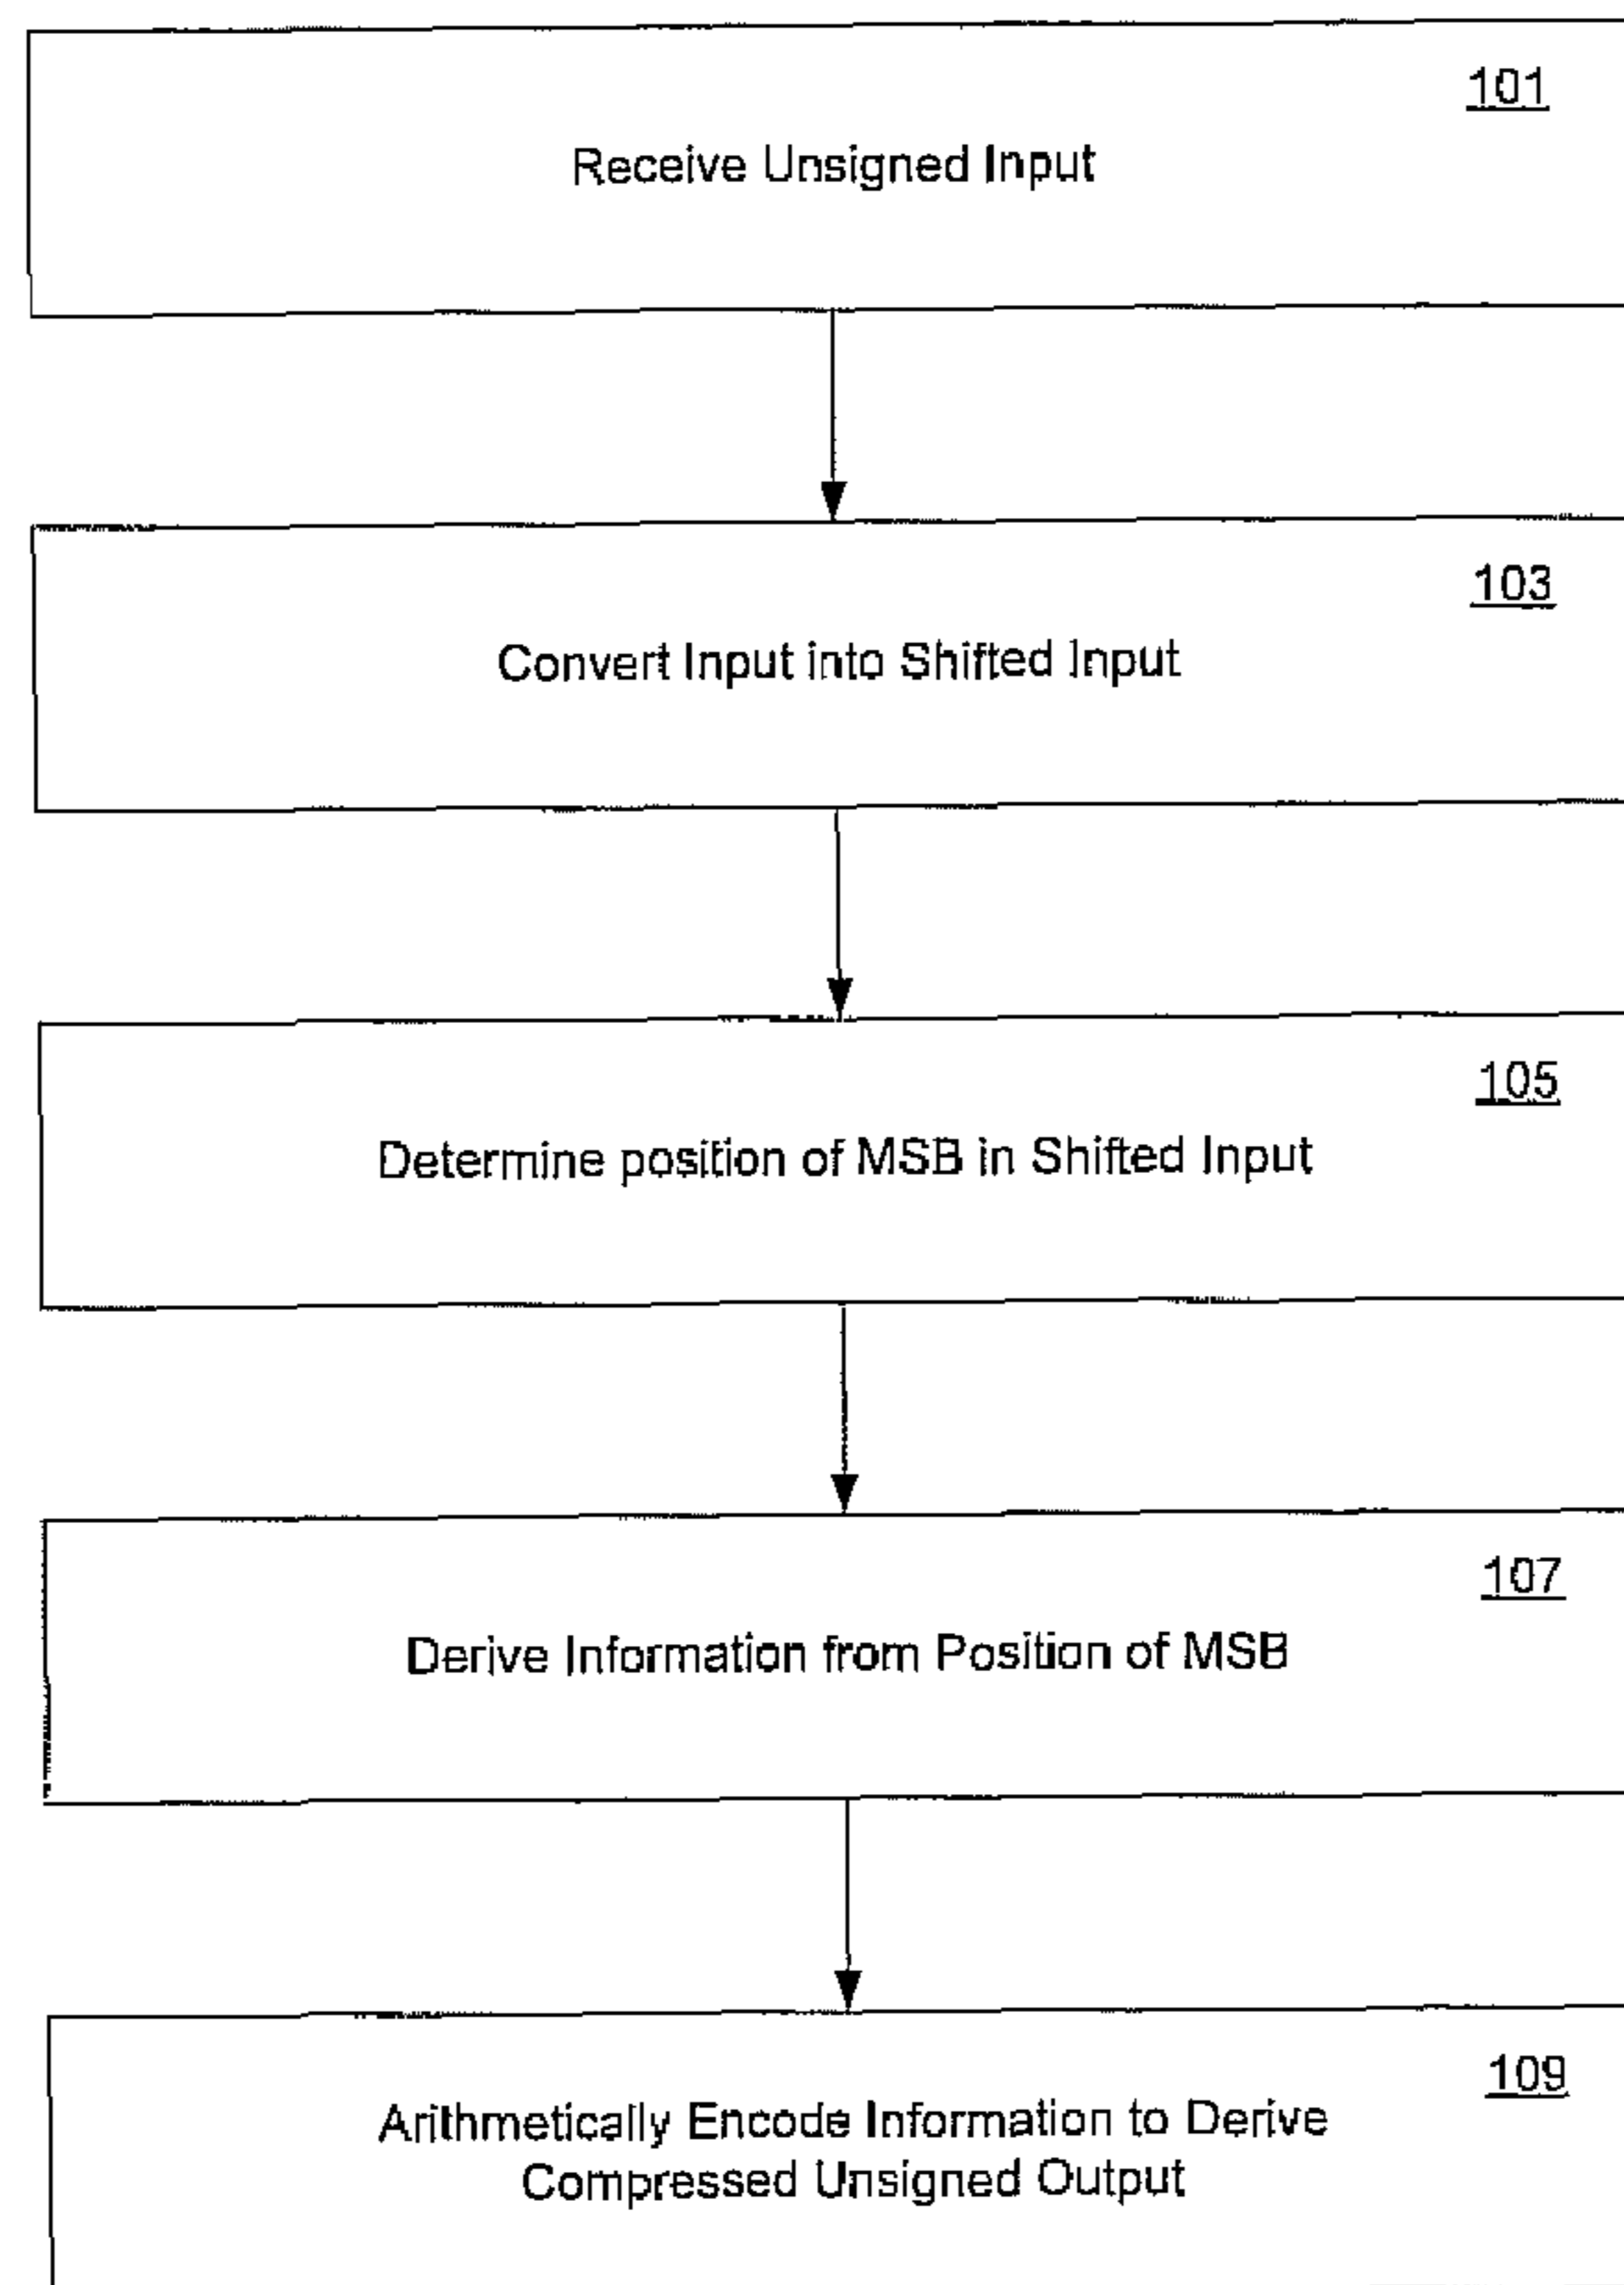 101
Receive Unsigned Input
103
Convert Input into Shifted Input
105
Determine position of MSB in Shifted Input
107
Derive Information from Position of MSB
109
Arithmetically Encode Information to Derive
Compressed Unsigned Output